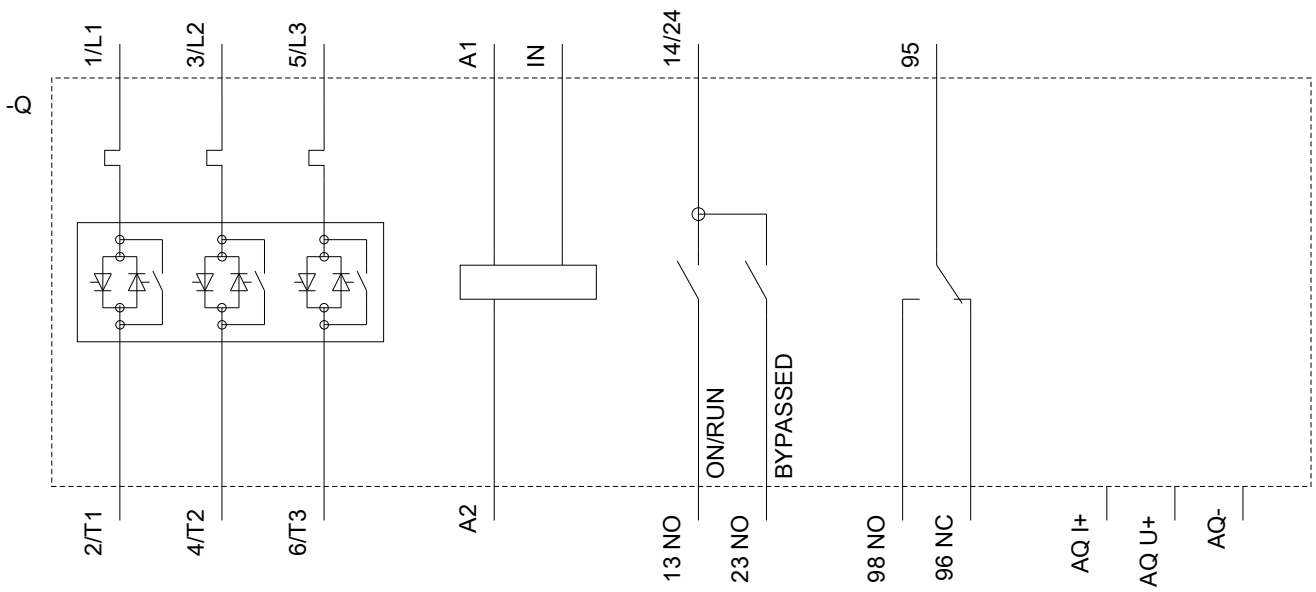 1/L1
3/L2
5/L3
A1
IN
14/24
95
-Q
ON/RUN
BYPASSED
2/T1
4/T2
6/T3
A2
13 NO
23 NO
98 NO
96 NC
AQ I+
AQ U+
AQ-